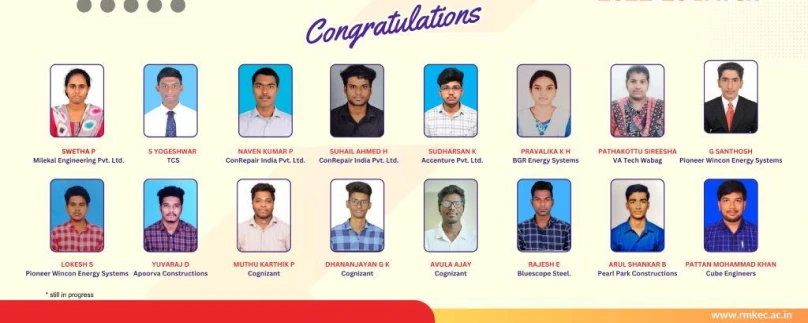 Congratulations
SWETHA P
Milekal Engineering Pvt. Ltd.
S YOGESHWAR
TCS
NAVEN KUMAR P
ConRepair India Pvt. Ltd.
SUHAIL AHMED H
ConRepair India Pvt. Ltd.
SUDHARSAN K
Accenture Pvt. Ltd.
PRAVALIKA K H
BGR Energy Systems
PATHAKOTTU SIREESHA
VA Tech Wabag
G SANTHOSH
Pioneer Wincon Energy Systems
LOKESH S
Pioneer Wincon Energy Systems
YUVARAJ D
Apoorva Constructions
MUTHU KARTHIK P
Cognizant
DHANANJAYAN G K
Cognizant
AVULA AJAY
Cognizant
RAJESH E
Bluescope Steel.
ARUL SHANKAR B
Pearl Park Constructions
PATTAN MOHAMMAD KHAN
Cube Engineers
* still in progress
www.rmkec.ac.in